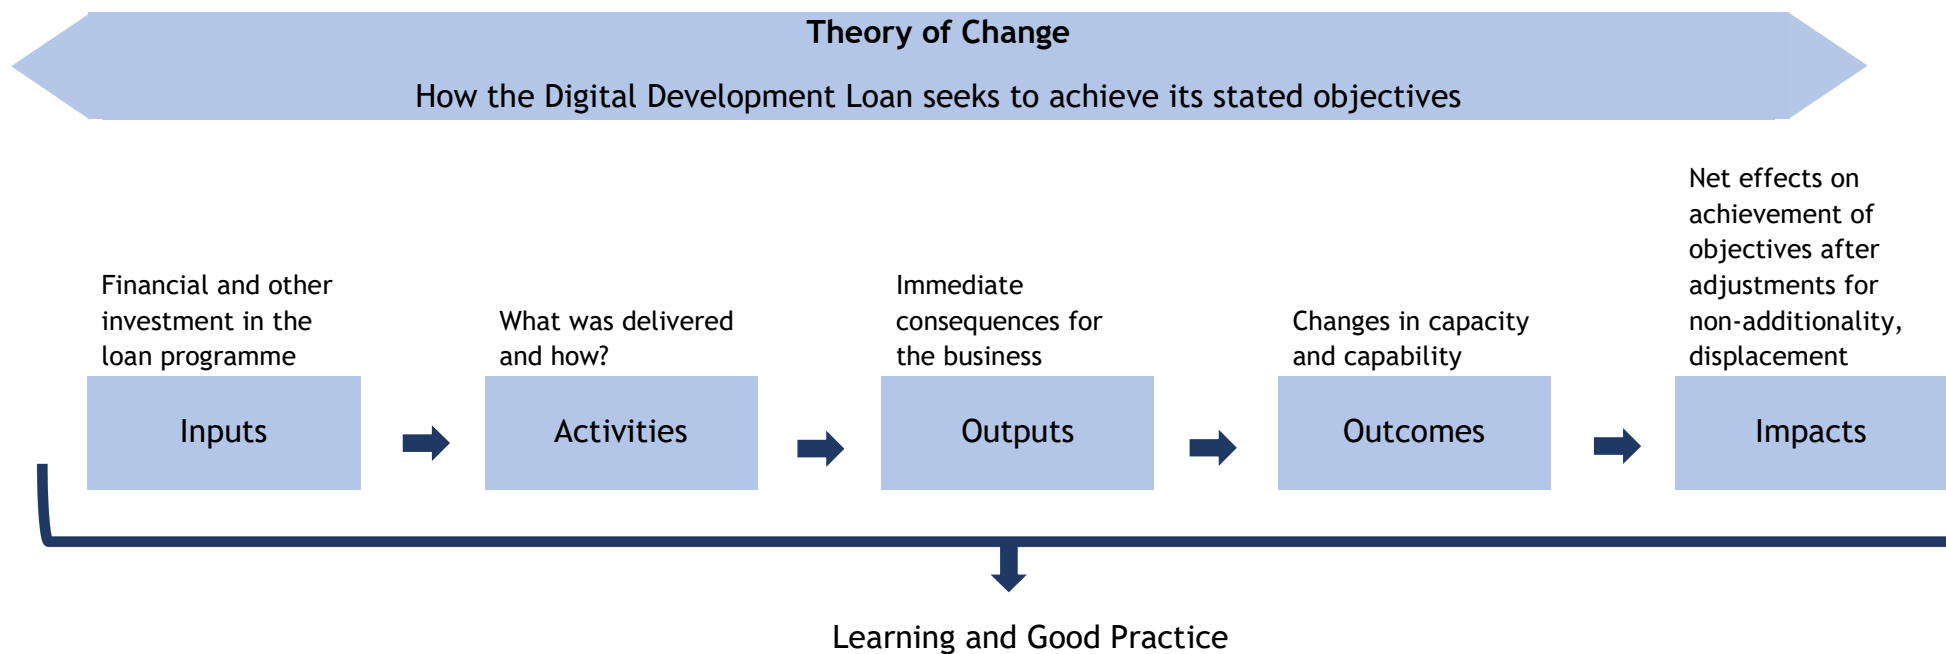 Theory of Change
How the Digital Development Loan seeks to achieve its stated objectives
Financial and other
investment in the
loan programme
Inputs
What was delivered
and how?
Activities
Immediate
consequences for
the business
Outputs
Changes in capacity
and capability
Outcomes
Net effects on
achievement of
objectives after
adjustments for
non-additionality,
displacement
Impacts
Learning and Good Practice